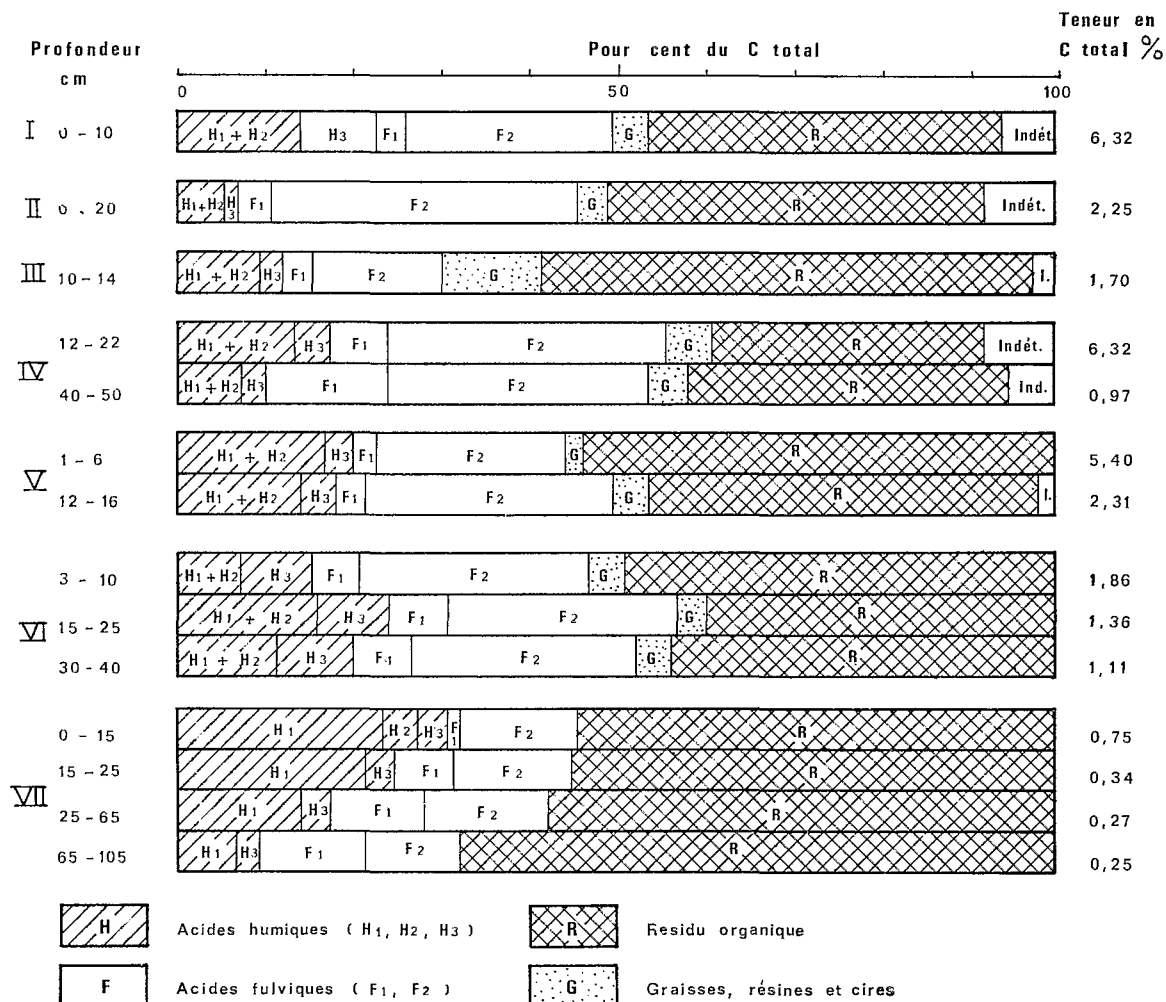 Teneur en
Profondeur Pour cent du C total C total %
cm
0 50 100
I 0-10 H1 + H2 H3 F1 F2 G R Indét. 6,32
II 0-20 H1+H2 H3 F1 F2 G R Indét. 2,25
III 10-14 H1 + H2 H3 F1 F2 G R I. 1,70
12-22 H1 + H2 H3 F1 F2 G R Indét. 6,32
IV
40-50 H1+H2 H3 F1 F2 G R Ind. 0,97
1-6 H1 + H2 H3 F1 F2 G R 5,40
V
12-16 H1 + H2 H3 F1 F2 G R I. 2,31
3-10 H1+H2 H3 F1 F2 G R 1,86
VI 15-25 H1 + H2 H3 F1 F2 G R 1,36
30-40 H1 + H2 H3 F1 F2 G R 1,11
0-15 H1 H2 H3 F1 F2 R 0,75
15-25 H1 H3 F1 F2 R 0,34
VII
25-65 H1 H3 F1 F2 R 0,27
65-105 H1 H3 F1 F2 R 0,25
H Acides humiques (H1, H2, H3) R Residu organique
F Acides fulviques (F1, F2) G Graisses, résines et cires